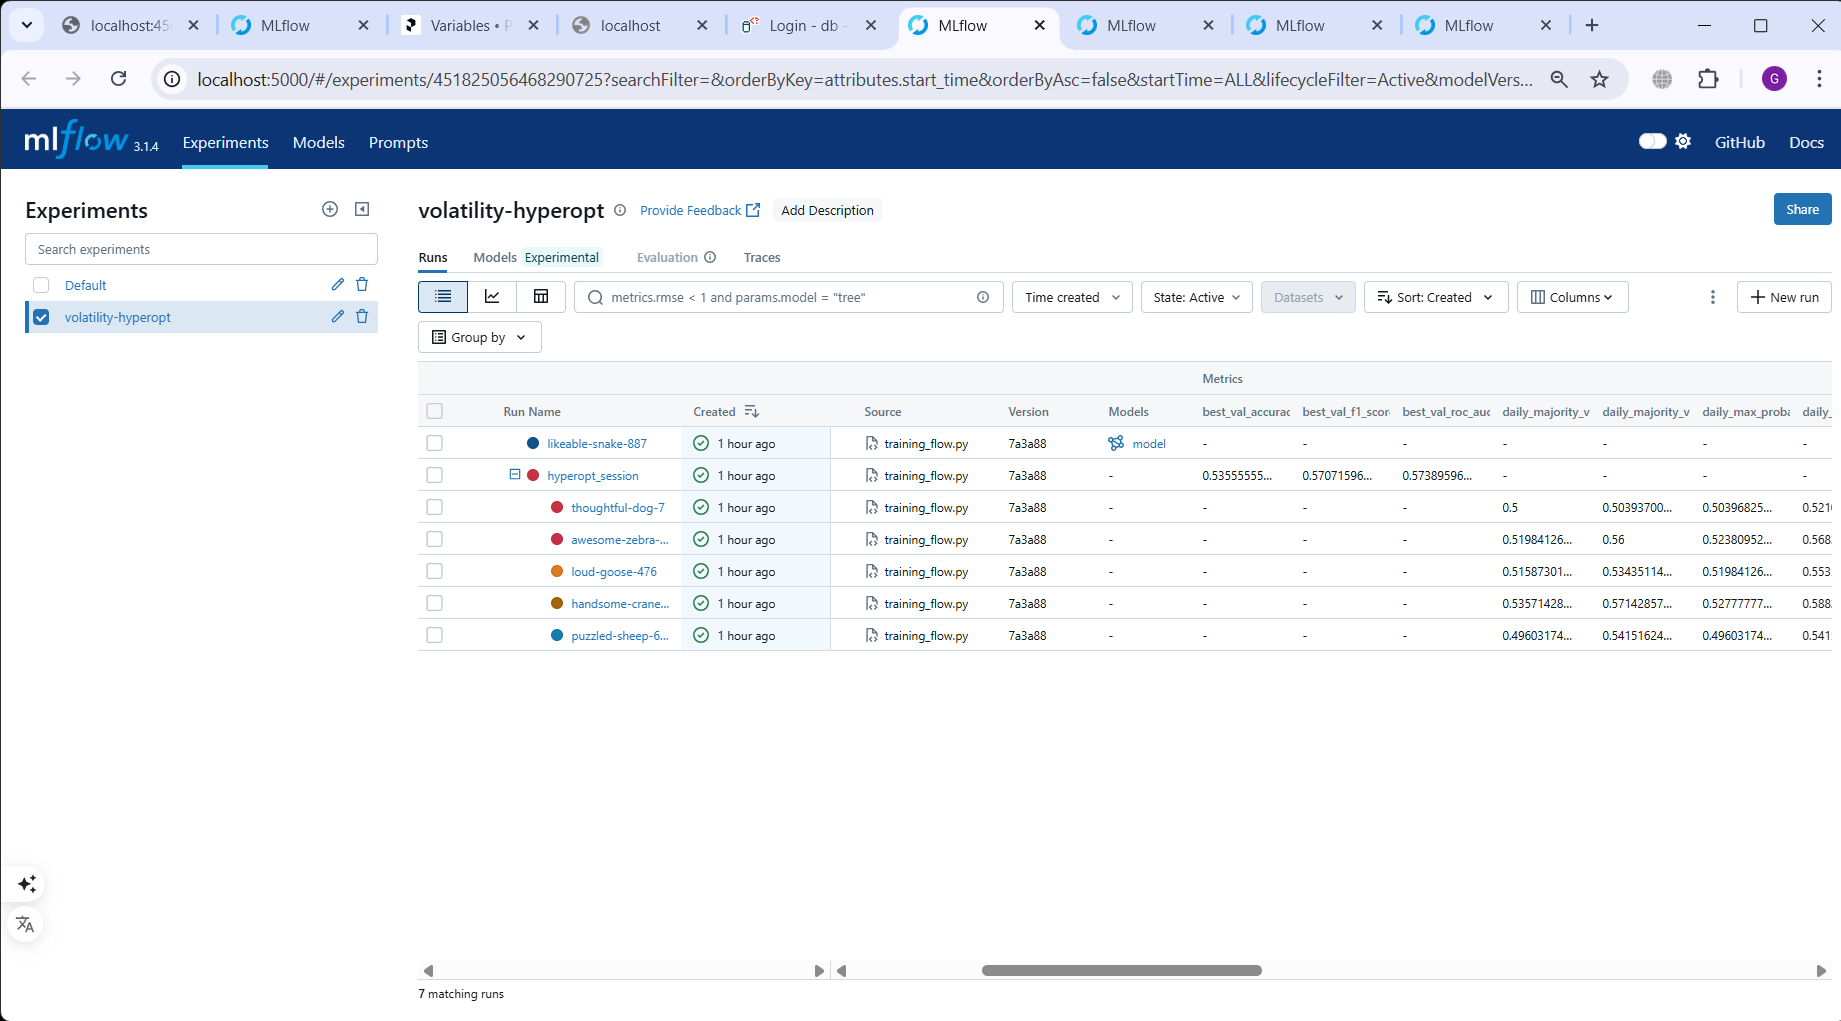 localhost:45
MLflow
Variables • P
localhost
Login - db -
MLflow
MLflow
MLflow
MLflow
localhost:5000/#/experiments/451825056468290725?searchFilter=&orderByKey=attributes.start_time&orderByAsc=false&startTime=ALL&lifecycleFilter=Active&modelVers...
G
mlflow 3.1.4
Experiments
Models
Prompts
GitHub
Docs
Experiments
Search experiments
Default
volatility-hyperopt
volatility-hyperopt
Provide Feedback
Add Description
Share
Runs
Models Experimental
Evaluation
Traces
metrics.rmse < 1 and params.model = "tree"
Time created
State: Active
Datasets
Sort: Created
Columns
New run
Group by
Metrics
Run Name Created Source Version Models best_val_accurac best_val_f1_scor best_val_roc_auc daily_majority_v daily_majority_v daily_max_proba daily_
likeable-snake-887 1 hour ago training_flow.py 7a3a88 model - - - - - - -
hyperopt_session 1 hour ago training_flow.py 7a3a88 - 0.53555555... 0.57071596... 0.57389596... - - - -
thoughtful-dog-7 1 hour ago training_flow.py 7a3a88 - - - - 0.5 0.50393700... 0.50396825... 0.521
awesome-zebra-... 1 hour ago training_flow.py 7a3a88 - - - - 0.51984126... 0.56 0.52380952... 0.568
loud-goose-476 1 hour ago training_flow.py 7a3a88 - - - - 0.51587301... 0.53435114... 0.51984126... 0.553
handsome-crane... 1 hour ago training_flow.py 7a3a88 - - - - 0.53571428... 0.57142857... 0.52777777... 0.588
puzzled-sheep-6... 1 hour ago training_flow.py 7a3a88 - - - - 0.49603174... 0.54151624... 0.49603174... 0.541
7 matching runs